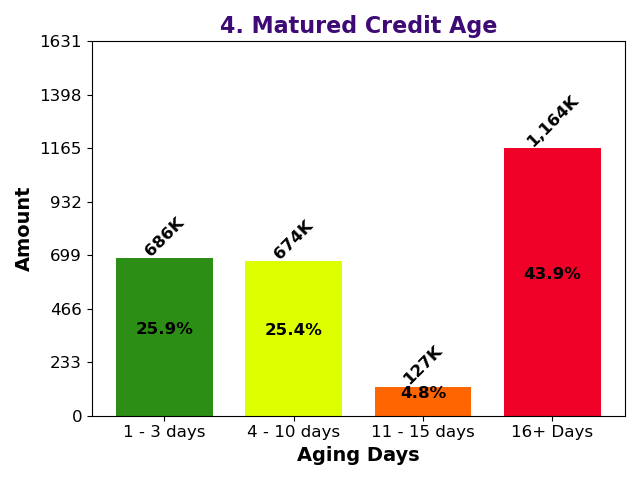 4. Matured Credit Age
Amount
1631
1398
1165
932
699
466
233
0
686K
674K
127K
1,164K
25.9%
25.4%
4.8%
43.9%
1 - 3 days
4 - 10 days
11 - 15 days
16+ Days
Aging Days